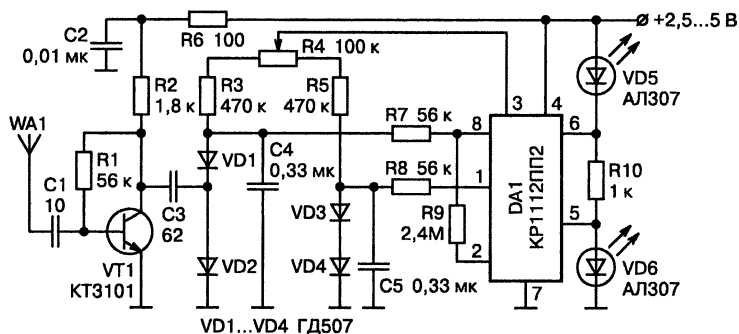 C2
0,01 мк
R6 100
R4 100 к
+2,5...5 В
R2
1,8 к
R3
470 к
R5
470 к
R7 56 к
3
4
VD5
АЛ307
WA1
R1
56 к
VD1
C4
0,33 мк
8
6
R8 56 к
1
DA1
КР1112ПП2
R10
1 к
C1
10
C3
62
VD3
R9
2,4М
5
VT1
КТ3101
VD2
VD4
2
C5 0,33 мк
7
VD6
АЛ307
VD1...VD4 ГД507